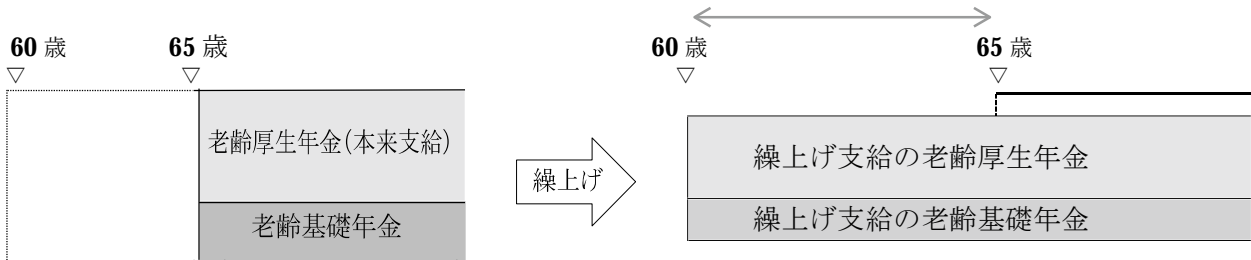 60 歳
65 歳
老齢厚生年金(本来支給)
老齢基礎年金
繰上げ
60 歳
65 歳
繰上げ支給の老齢厚生年金
繰上げ支給の老齢基礎年金